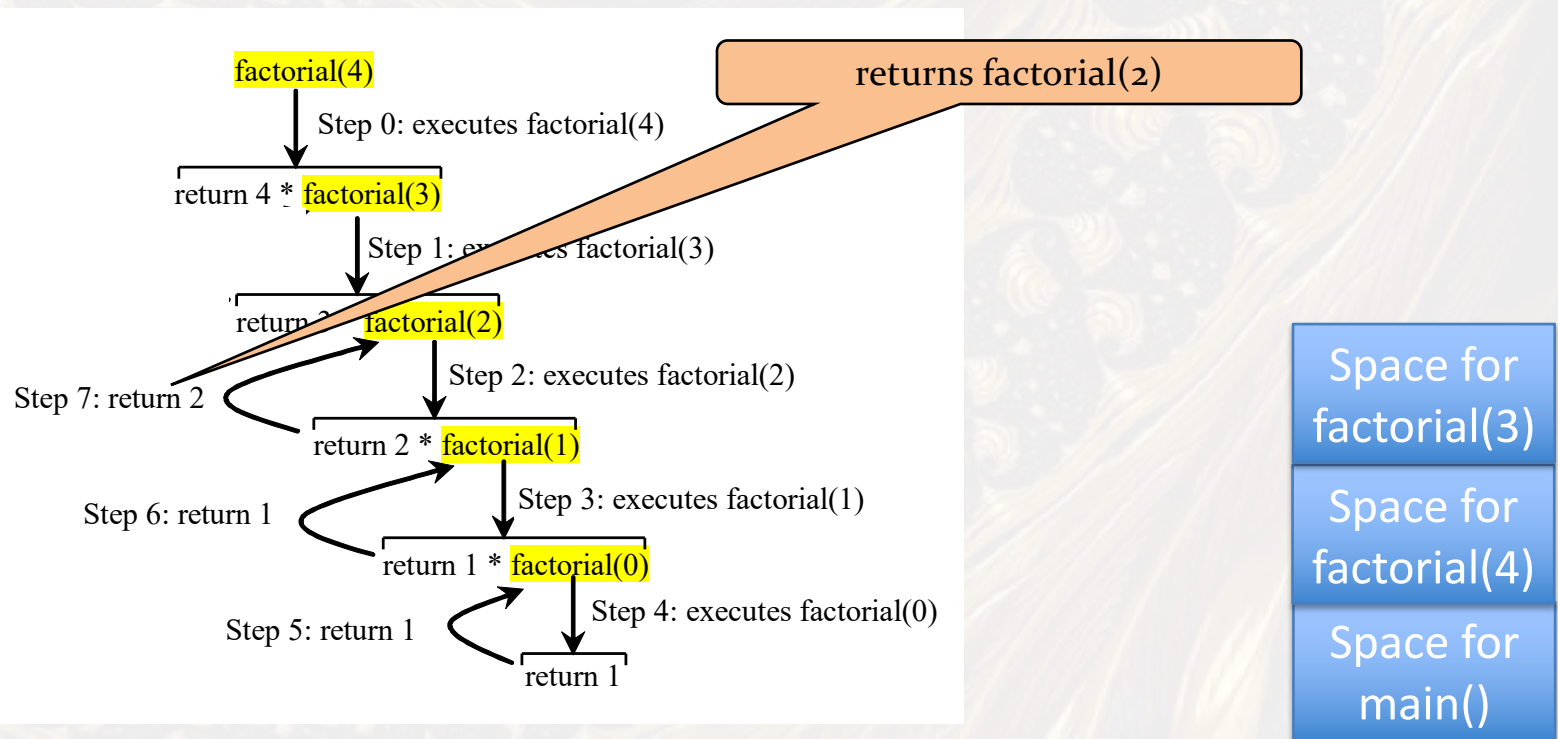 factorial(4)
returns factorial(2)
Step 0: executes factorial(4)
return 4 * factorial(3)
Step 1: factorial(3)
return factorial(2)
Step 2: executes factorial(2)
Step 7: return 2
return 2 * factorial(1)
Step 3: executes factorial(1)
Step 6: return 1
return 1 * factorial(0)
Step 4: executes factorial(0)
Step 5: return 1
return 1
Space for
factorial(3)
Space for
factorial(4)
Space for
main()